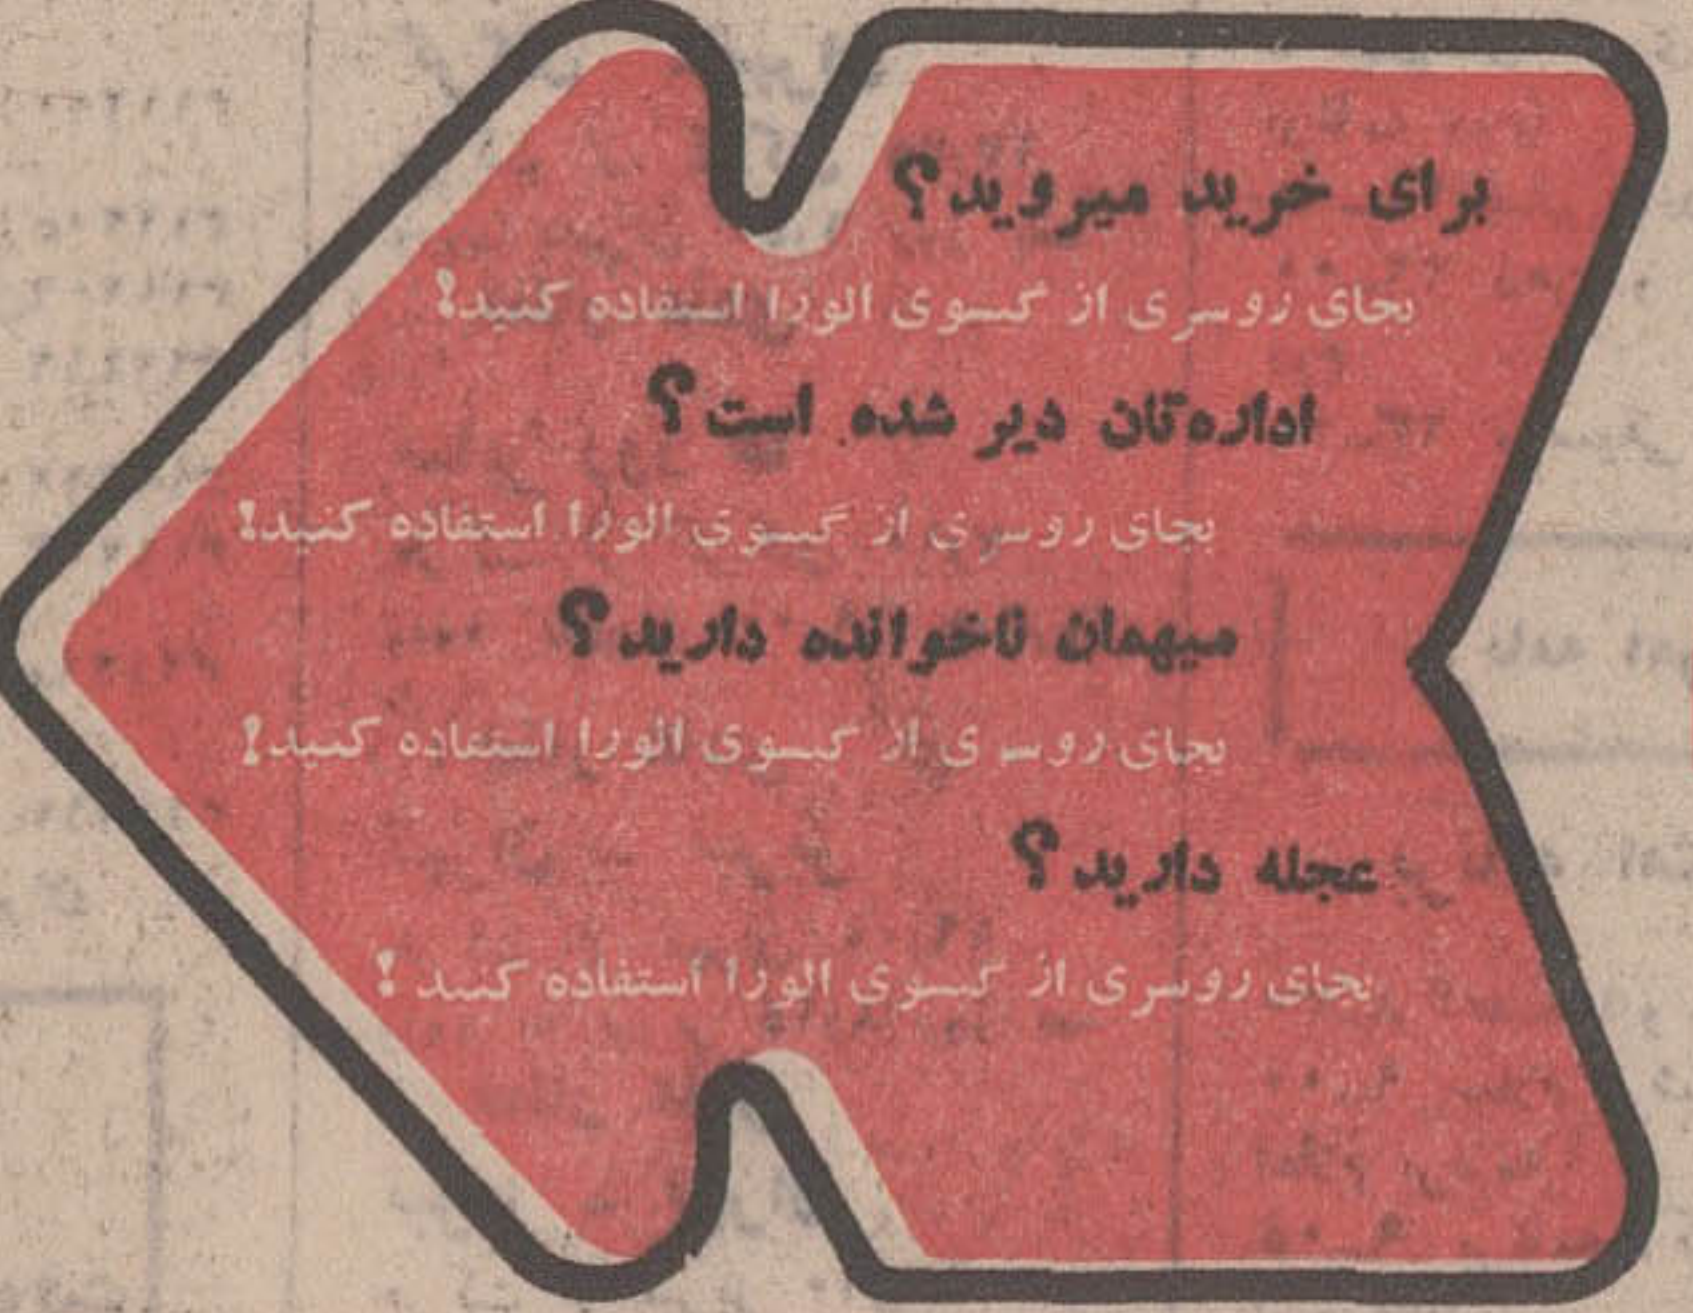 برای خرید میروید؟
بجای روسری از گیسوی الورا استفاده کنید!
اداره‌تان دیر شده است؟
بجای روسری از گیسوی الورا استفاده کنید!
میهمان ناخوانده دارید؟
بجای روسری از گیسوی الورا استفاده کنید!
عجله دارید؟
بجای روسری از گیسوی الورا استفاده کنید!